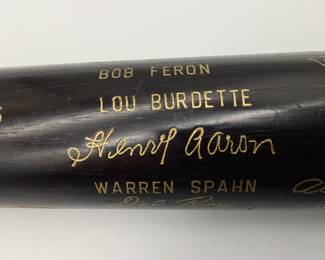 BOB FERON
LOU BURDETTE
Henry Aaron
WARREN SPAHN